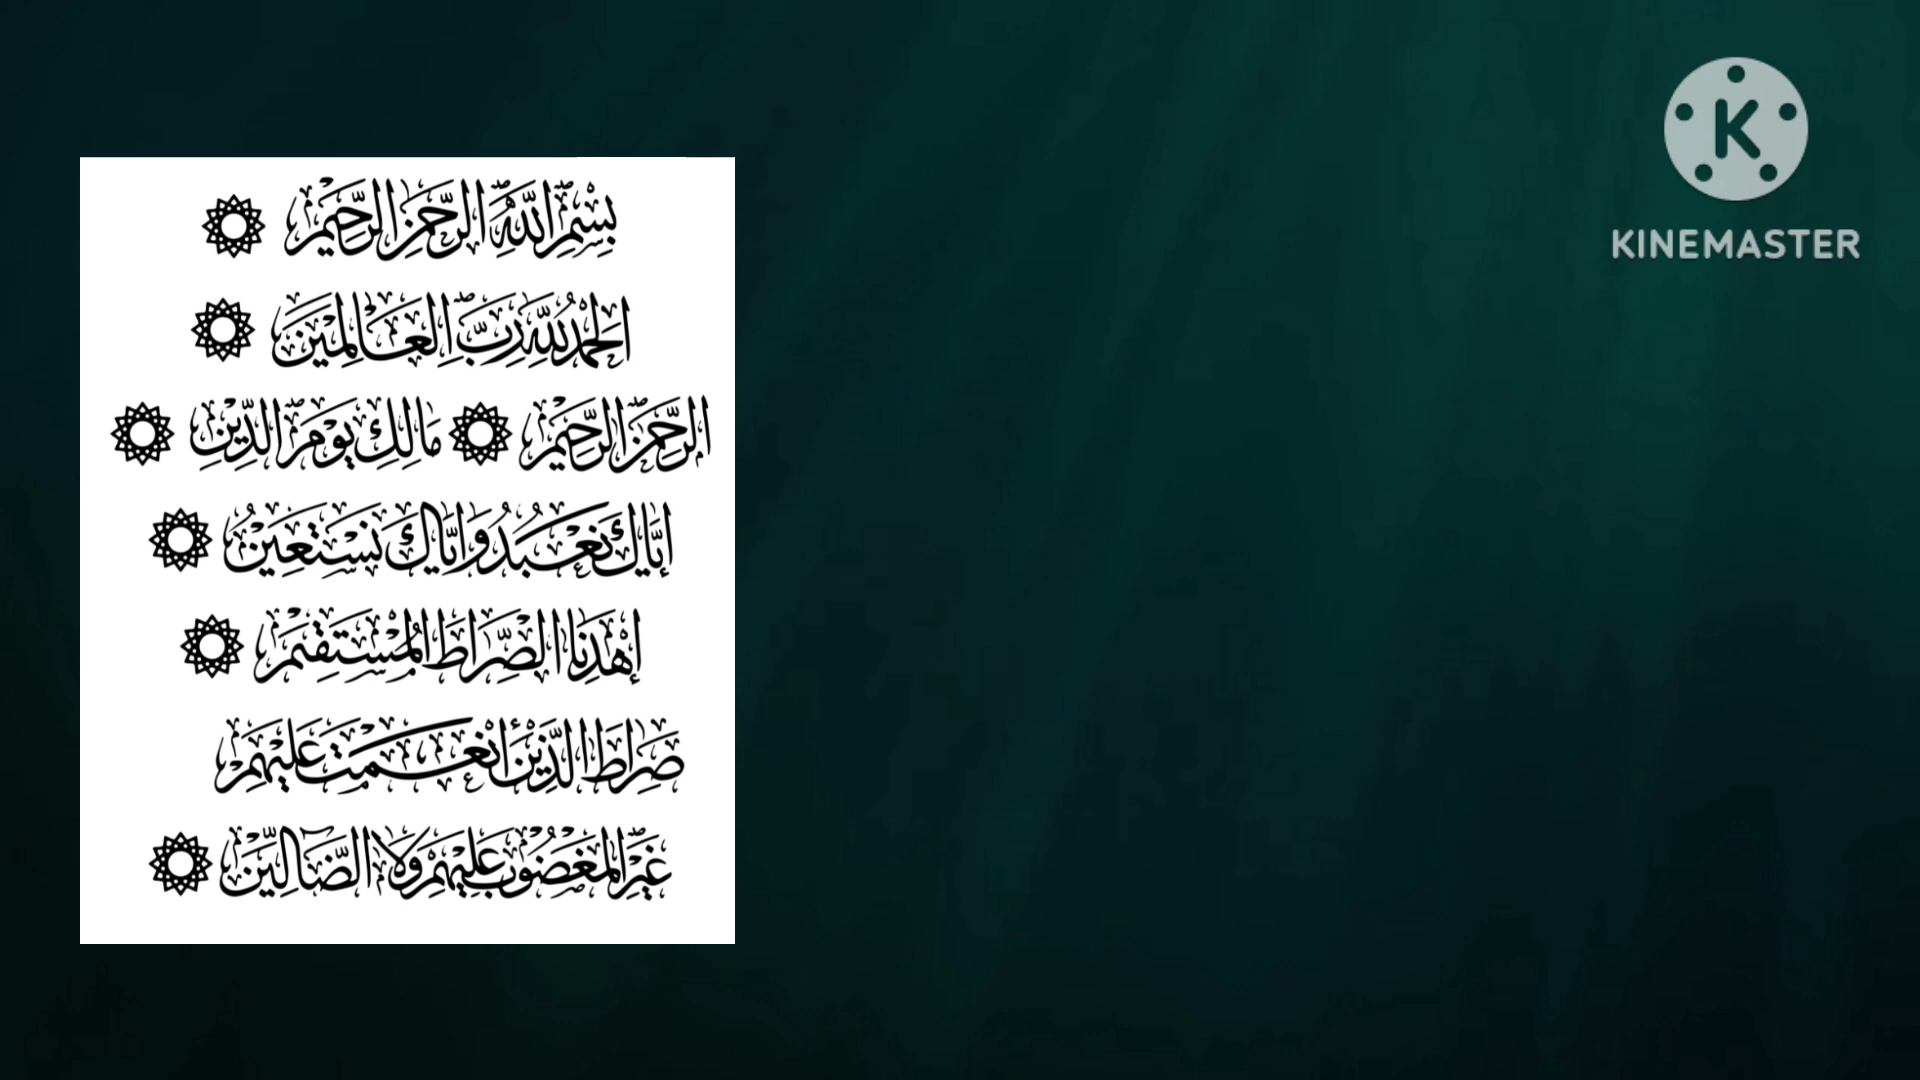 بِسْمِ اللَّهِ الرَّحْمَنِ الرَّحِيمِ
الْحَمْدُ لِلَّهِ رَبِّ الْعَالَمِينَ
الرَّحْمَنِ الرَّحِيمِ مَالِكِ يَوْمِ الدِّينِ
إِيَّاكَ نَعْبُدُ وَإِيَّاكَ نَسْتَعِينُ
إِهْدِنَا الصِّرَاطَ الْمُسْتَقِيمَ
صِرَاطَ الَّذِينَ أَنْعَمْتَ عَلَيْهِمْ
غَيْرِ الْمَغْضُوبِ عَلَيْهِمْ وَلَا الضَّالِّينَ
K
KINEMASTER